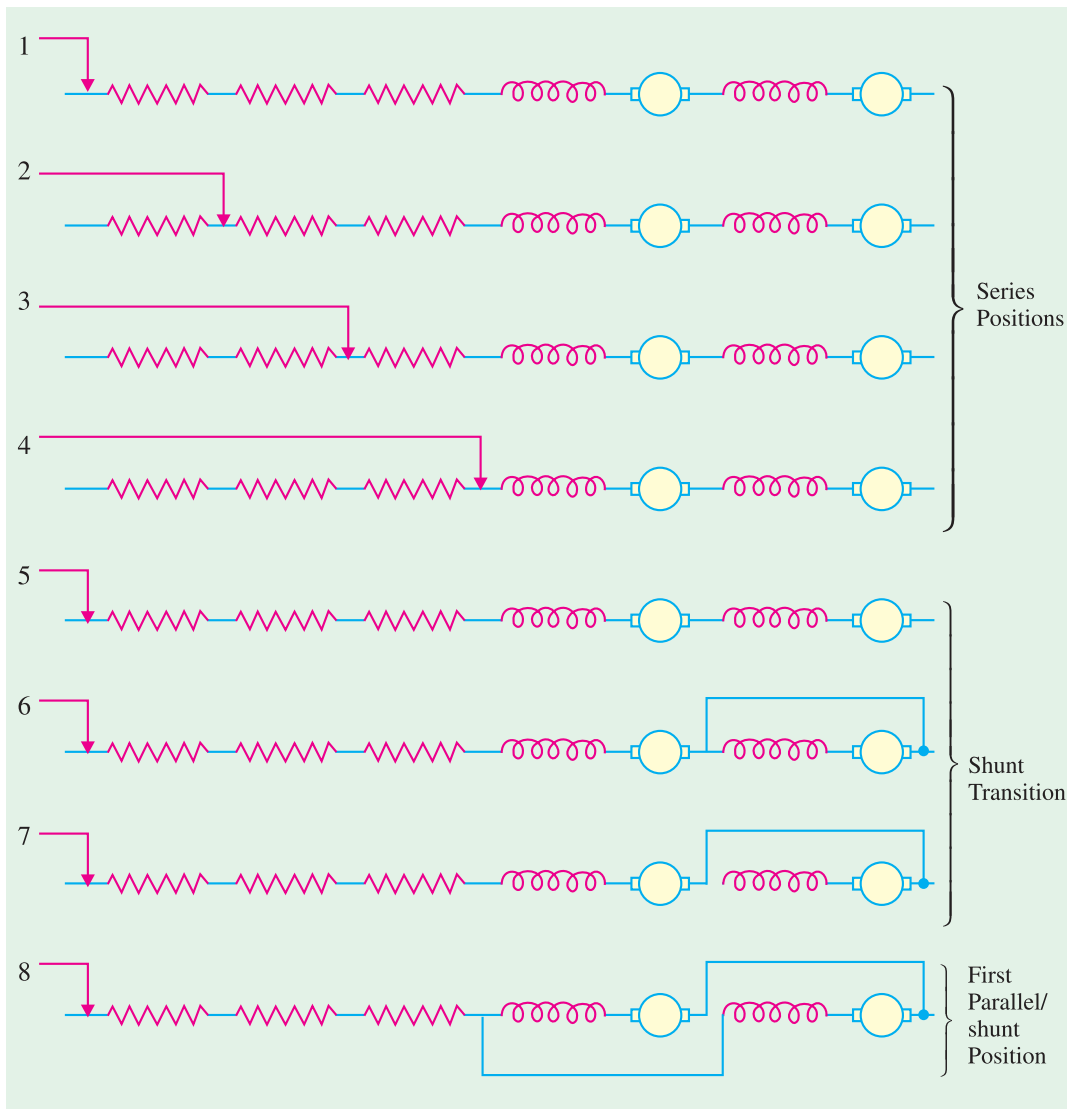 1
2
3
Series
Positions
4
5
6
Shunt
Transition
7
8
First
Parallel/
shunt
Position